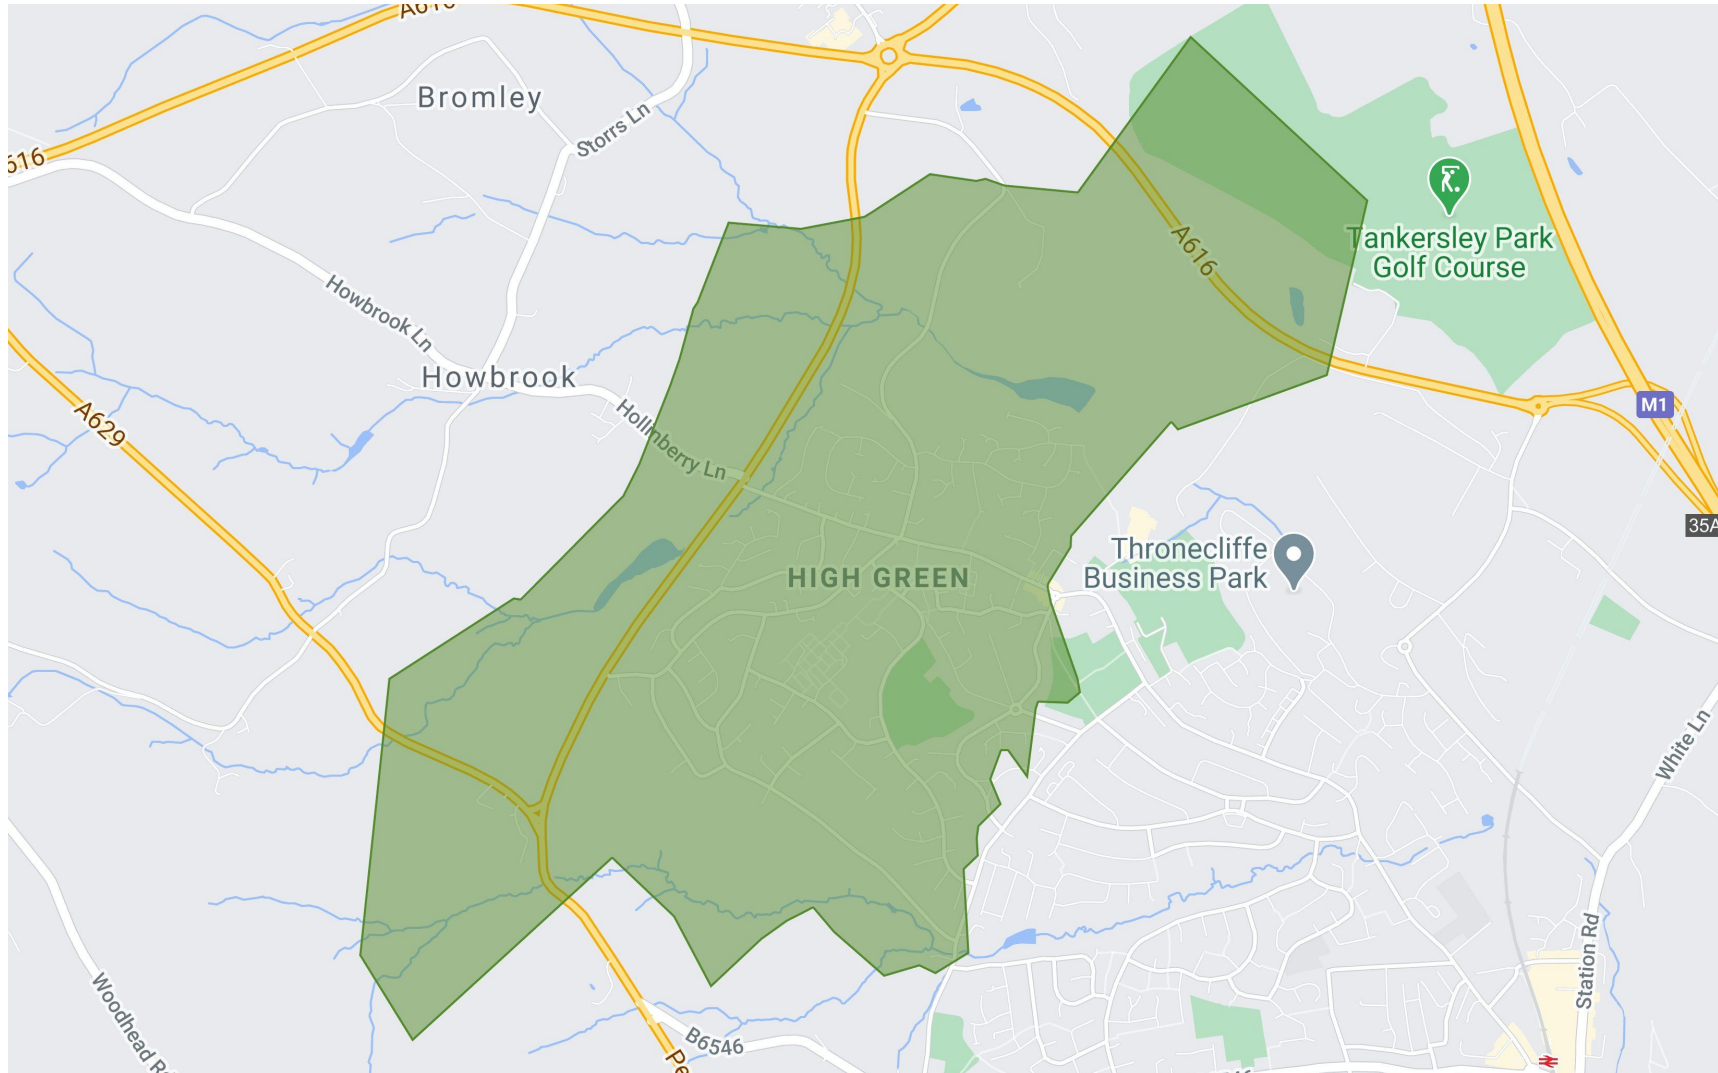 Bromley
Storrs Ln
616
Howbrook Ln
A616
Tankersley Park
Golf Course
Howbrook
Hollinberry Ln
A629
M1
35A
Thronecliffe
Business Park
HIGH GREEN
White Ln
Station Rd
Woodhead R
B6546
Pe